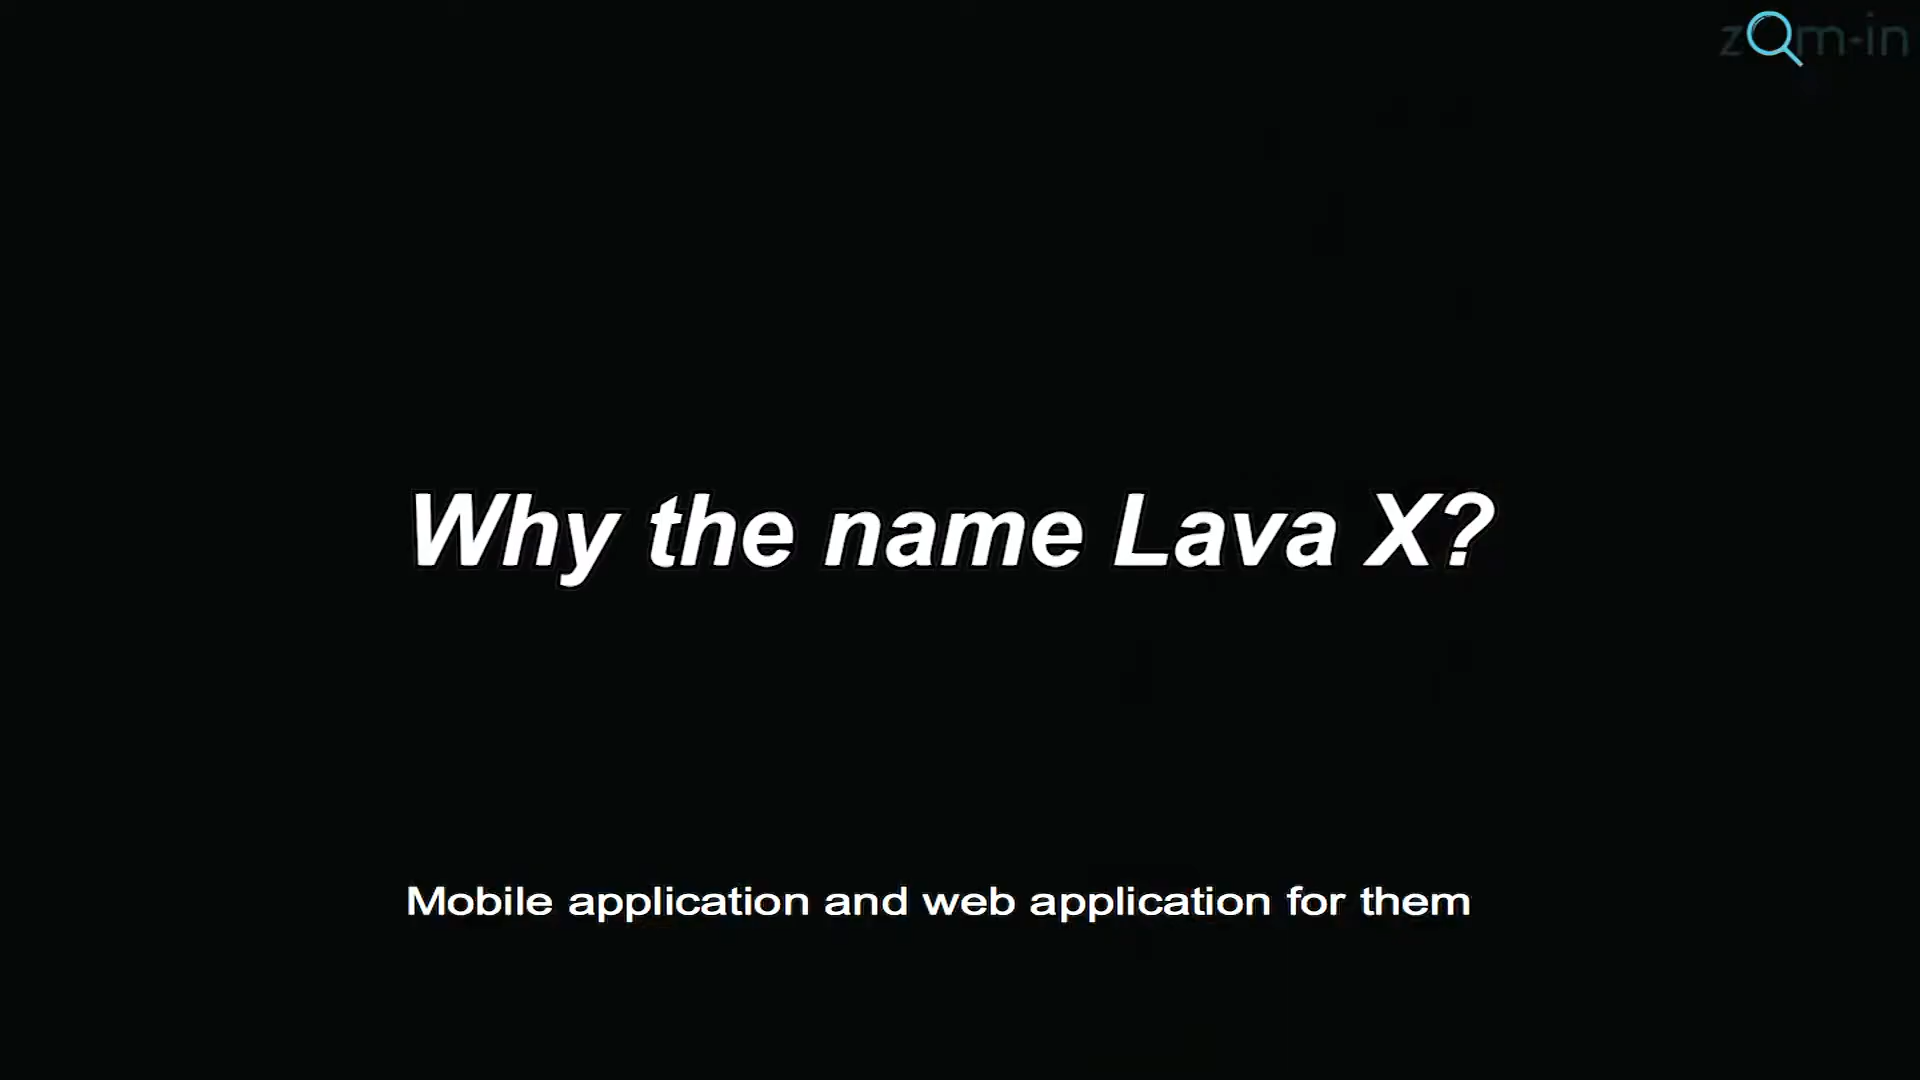 zoom-in
Why the name Lava X?
Mobile application and web application for them